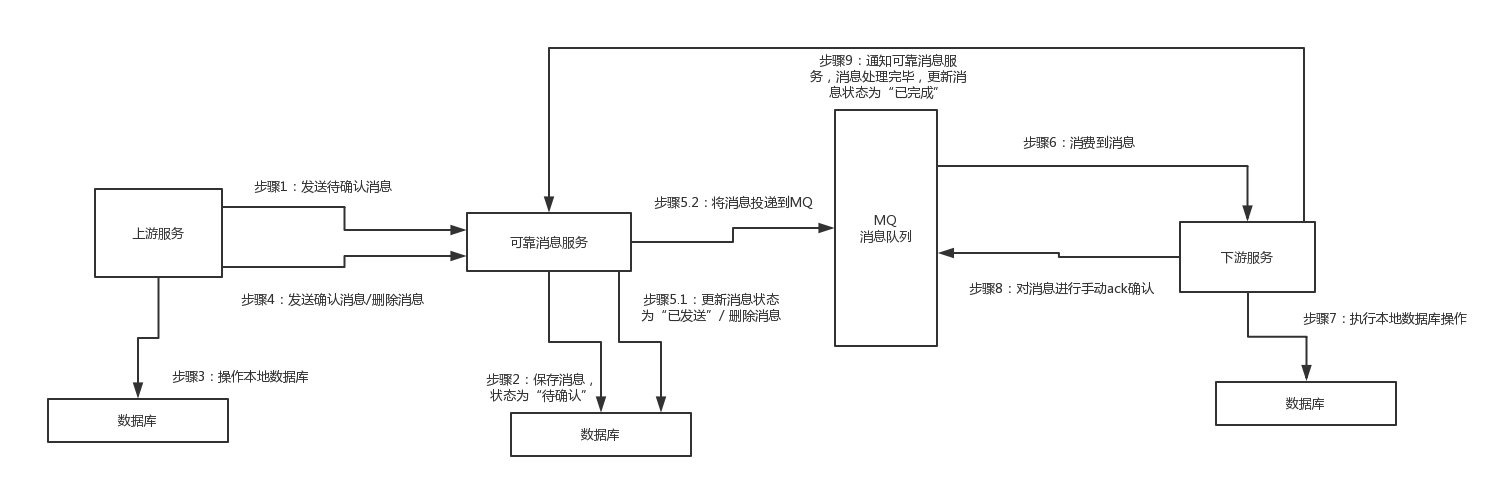 步骤9：通知可靠消息服
务，消息处理完毕，更新消
息状态为“已完成”
步骤6：消费到消息
步骤1：发送待确认消息
步骤5.2：将消息投递到MQ
MQ
消息队列
上游服务
可靠消息服务
下游服务
步骤8：对消息进行手动ack确认
步骤4：发送确认消息/删除消息
步骤5.1：更新消息状态
为“已发送”/ 删除消息
步骤7：执行本地数据库操作
步骤3：操作本地数据库
步骤2：保存消息，
状态为“待确认”
数据库
数据库
数据库